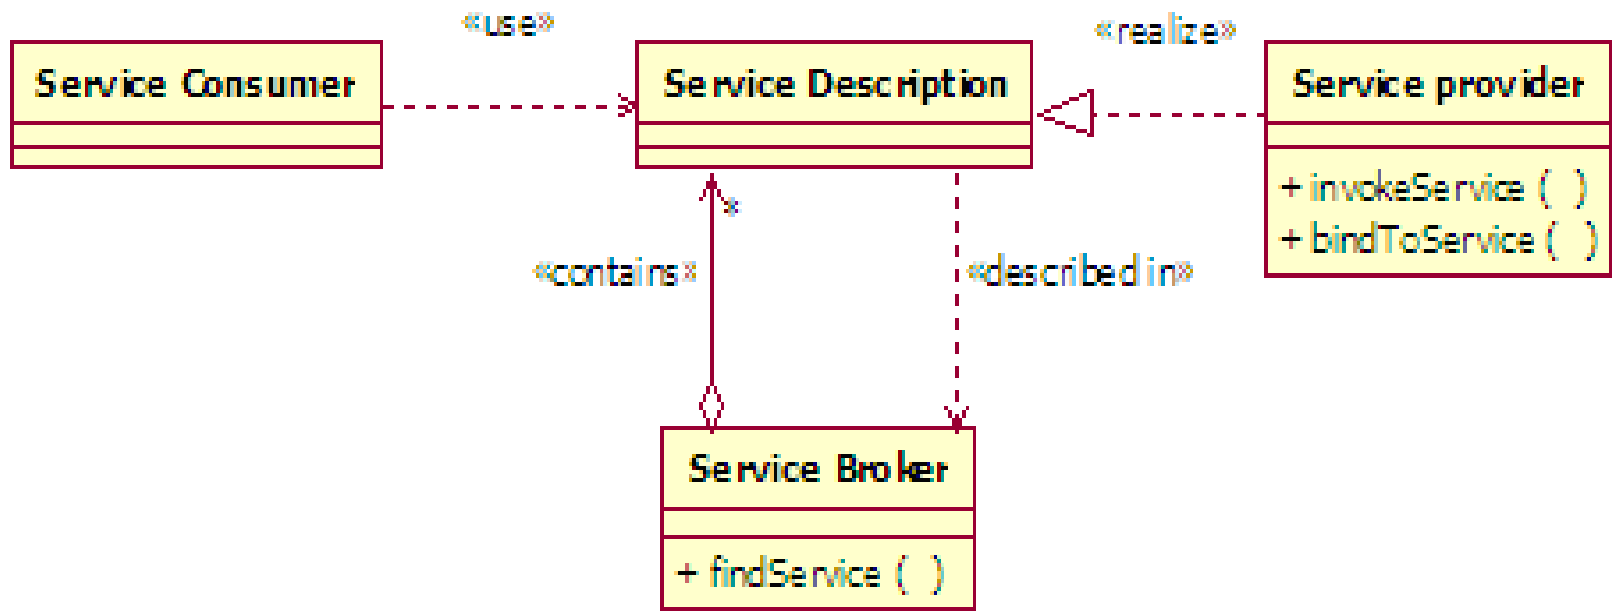 «use»
«realize»
Service Consumer
Service Description
Service provider
+ invokeService ( )
+ bindToService ( )
*
«contains»
«described in»
Service Broker
+ findService ( )